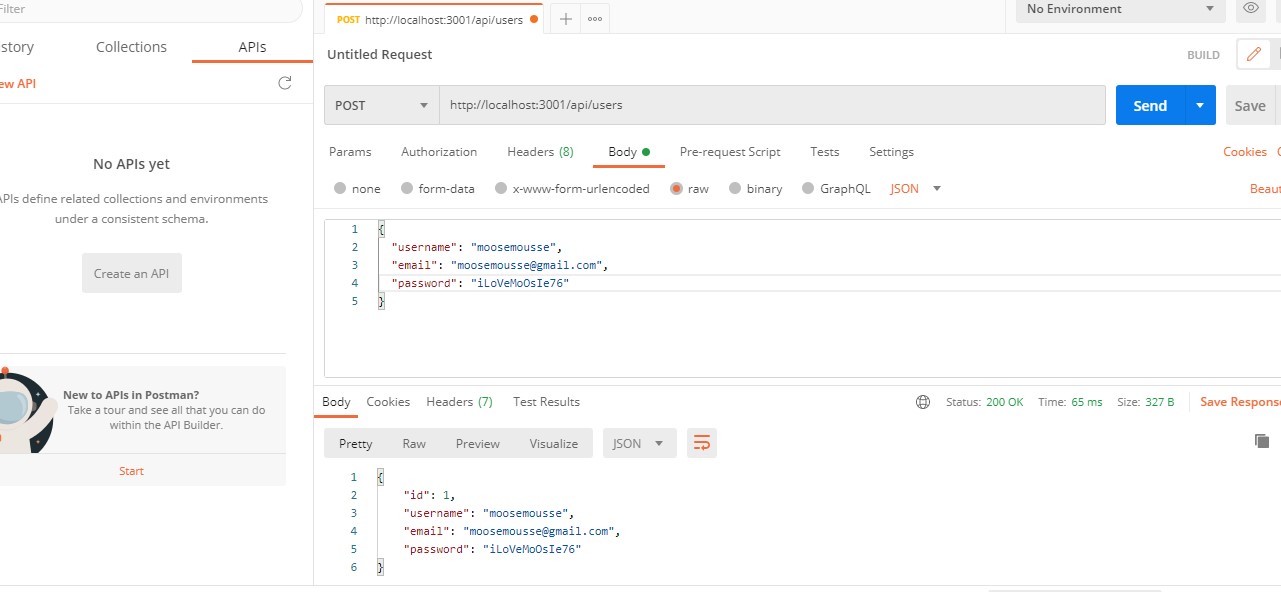 Filter
POST http://localhost:3001/api/users
No Environment
story Collections APIs
Untitled Request BUILD
ew API
POST http://localhost:3001/api/users Send Save
Params Authorization Headers (8) Body Pre-request Script Tests Settings Cookies
none form-data x-www-form-urlencoded raw binary GraphQL JSON Beaut
No APIs yet
APIs define related collections and environments
under a consistent schema.
Create an API
1 {
2 "username": "moosemousse",
3 "email": "moosemousse@gmail.com",
4 "password": "iLoVeMoOsIe76"
5 }
New to APIs in Postman?
Take a tour and see all that you can do
within the API Builder.
Start
Body Cookies Headers (7) Test Results Status: 200 OK Time: 65 ms Size: 327 B Save Response
Pretty Raw Preview Visualize JSON
1 {
2 "id": 1,
3 "username": "moosemousse",
4 "email": "moosemousse@gmail.com",
5 "password": "iLoVeMoOsIe76"
6 }